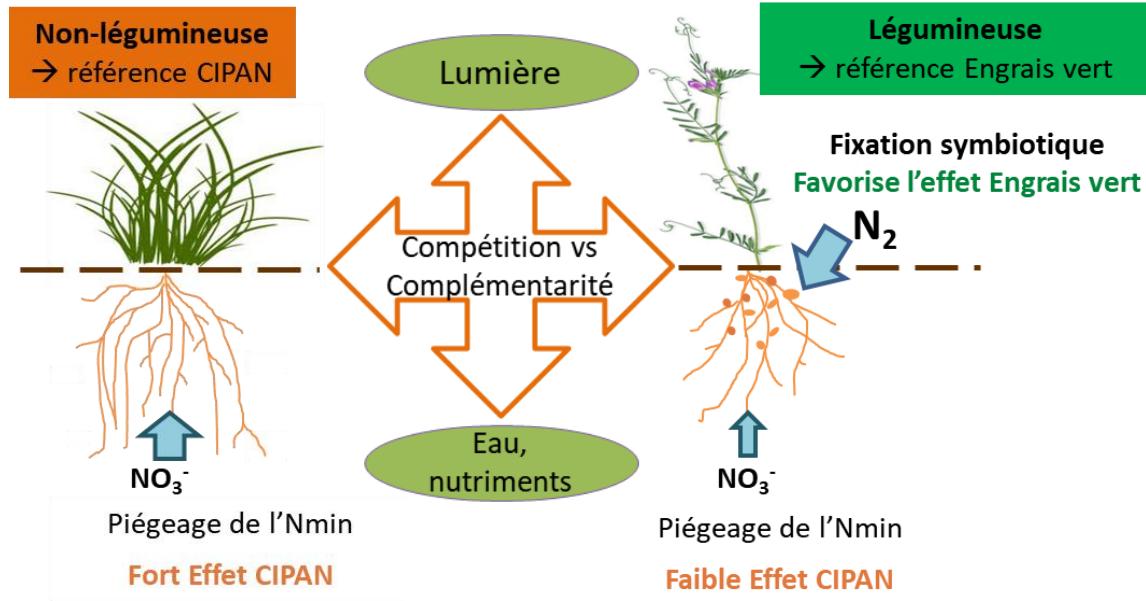 Non-légumineuse
→ référence CIPAN
Lumière
Légumineuse
→ référence Engrais vert
Fixation symbiotique
Favorise l’effet Engrais vert
N₂
Compétition vs
Complémentarité
Eau,
nutriments
NO₃⁻
Piégeage de l’Nmin
Fort Effet CIPAN
NO₃⁻
Piégeage de l’Nmin
Faible Effet CIPAN